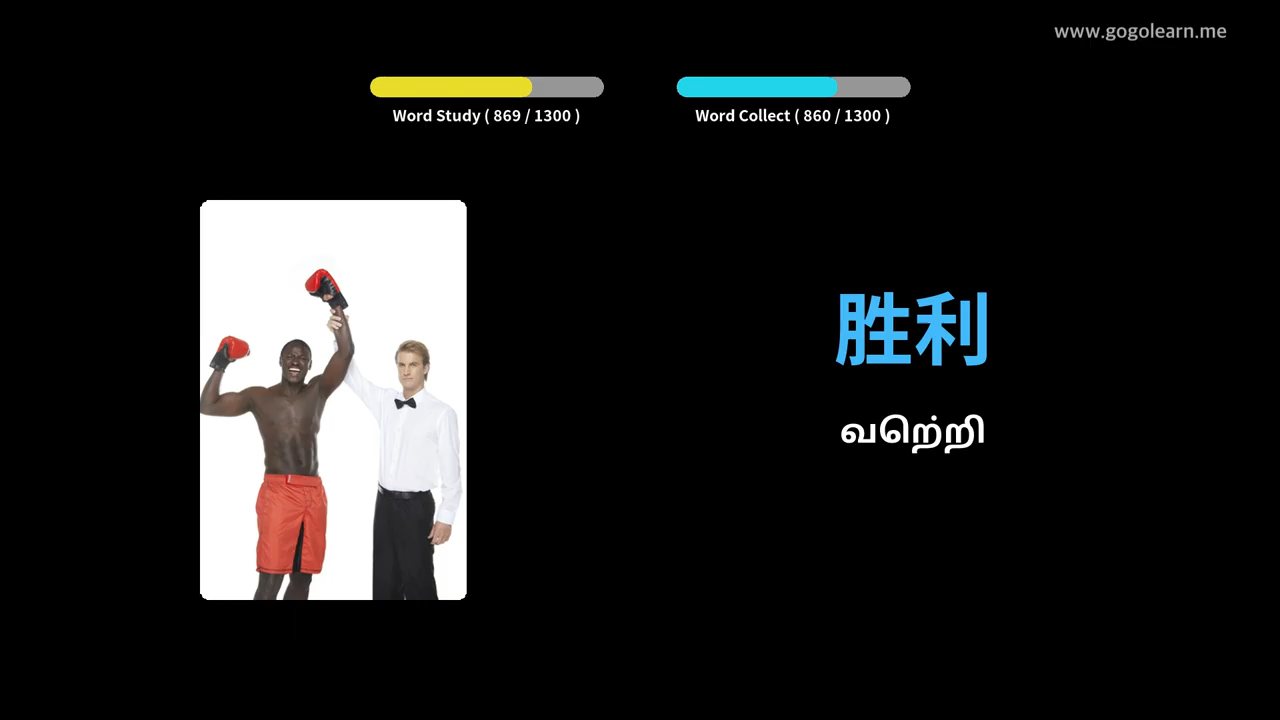 www.gogolearn.me
Word Study ( 869 / 1300 )
Word Collect ( 860 / 1300 )
胜利
வெற்றி